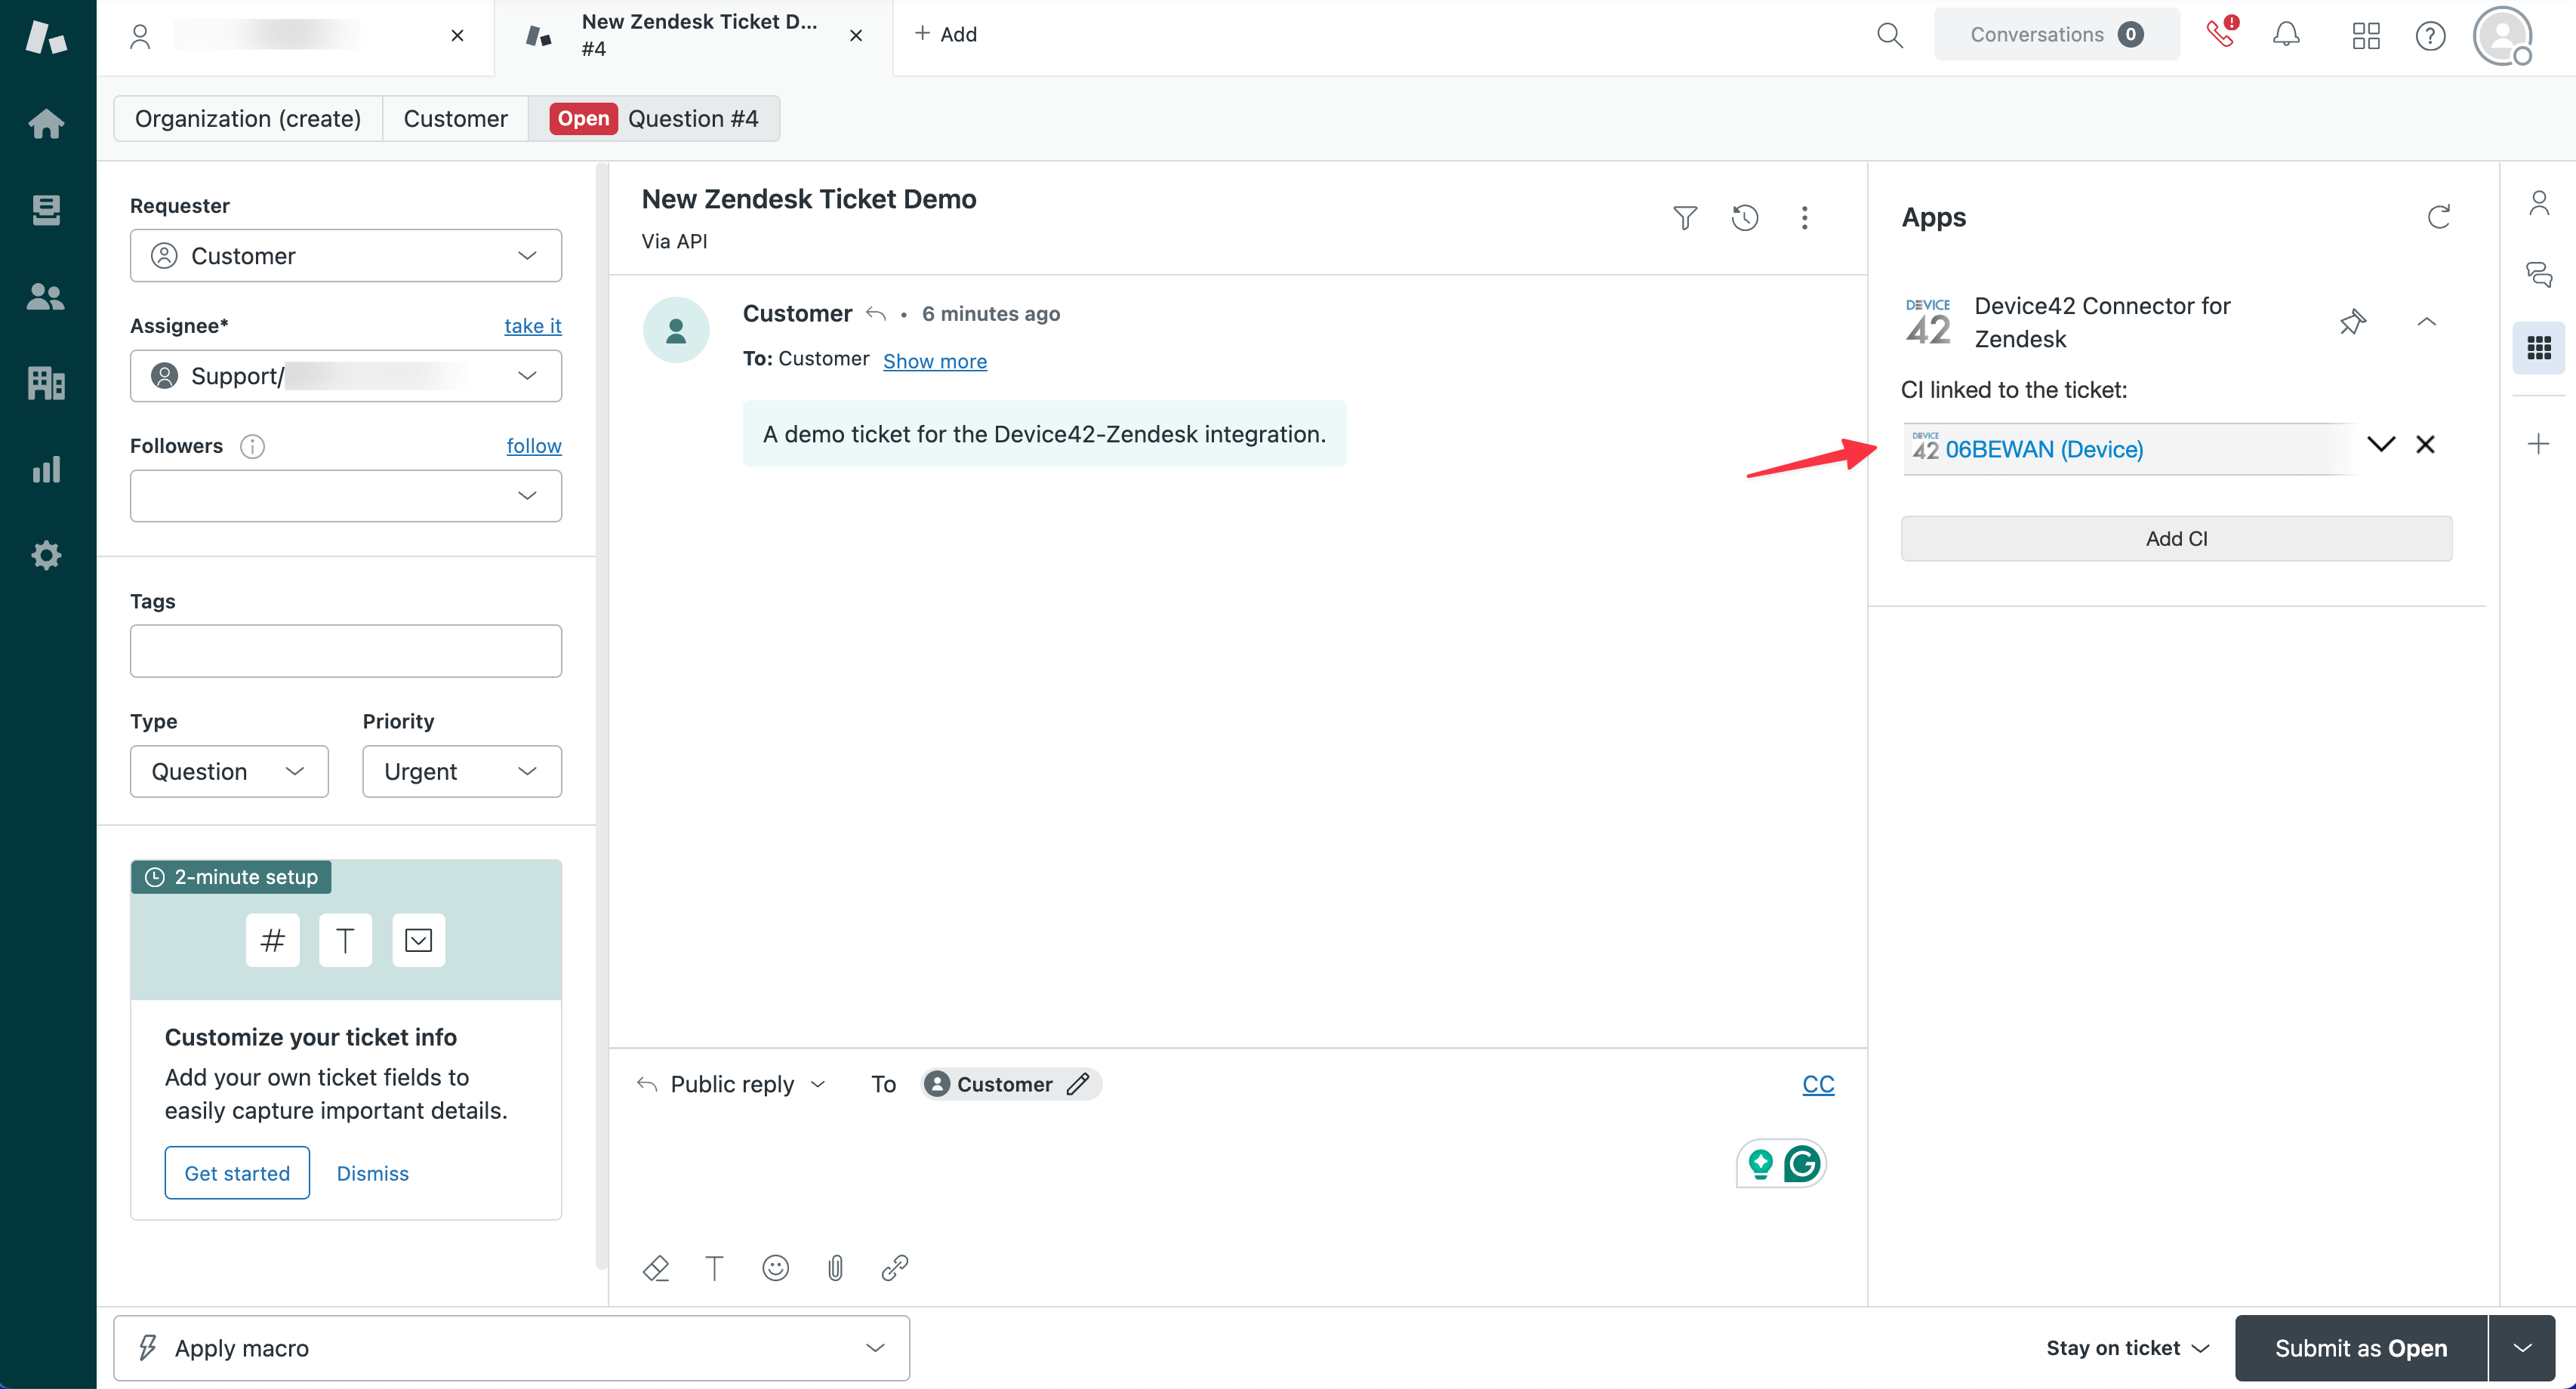 New Zendesk Ticket D...
#4
+ Add
Conversations 0
Organization (create)
Customer
Open Question #4
Requester
Customer
Assignee*
take it
Support/
Followers
follow
Tags
Type
Priority
Question
Urgent
2-minute setup
# T
Customize your ticket info
Add your own ticket fields to
easily capture important details.
Get started
Dismiss
New Zendesk Ticket Demo
Via API
Customer • 6 minutes ago
To: Customer Show more
A demo ticket for the Device42-Zendesk integration.
Public reply
To
Customer
CC
Apps
DEVICE
42
Device42 Connector for
Zendesk
CI linked to the ticket:
DEVICE
42
06BEWAN (Device)
Add CI
Apply macro
Stay on ticket
Submit as Open